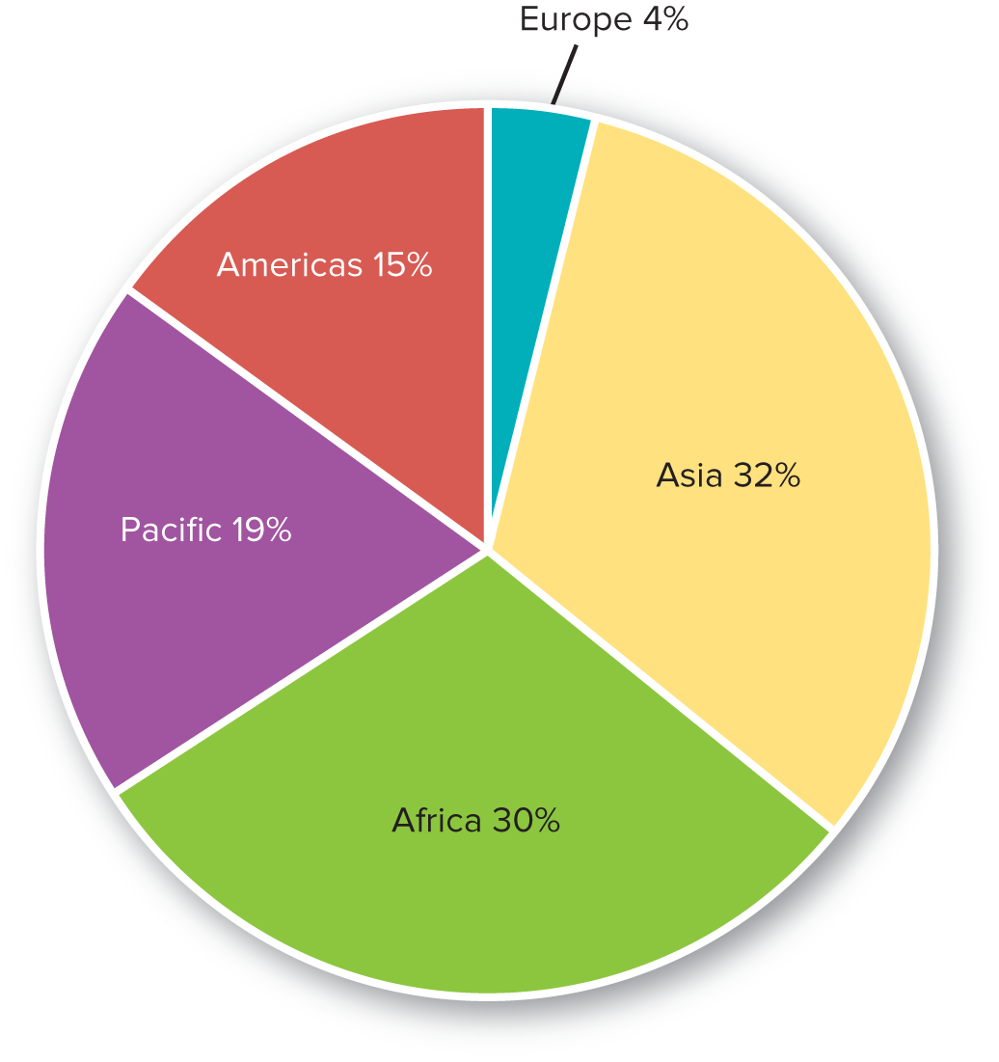 Europe 4%
Americas 15%
Asia 32%
Pacific 19%
Africa 30%